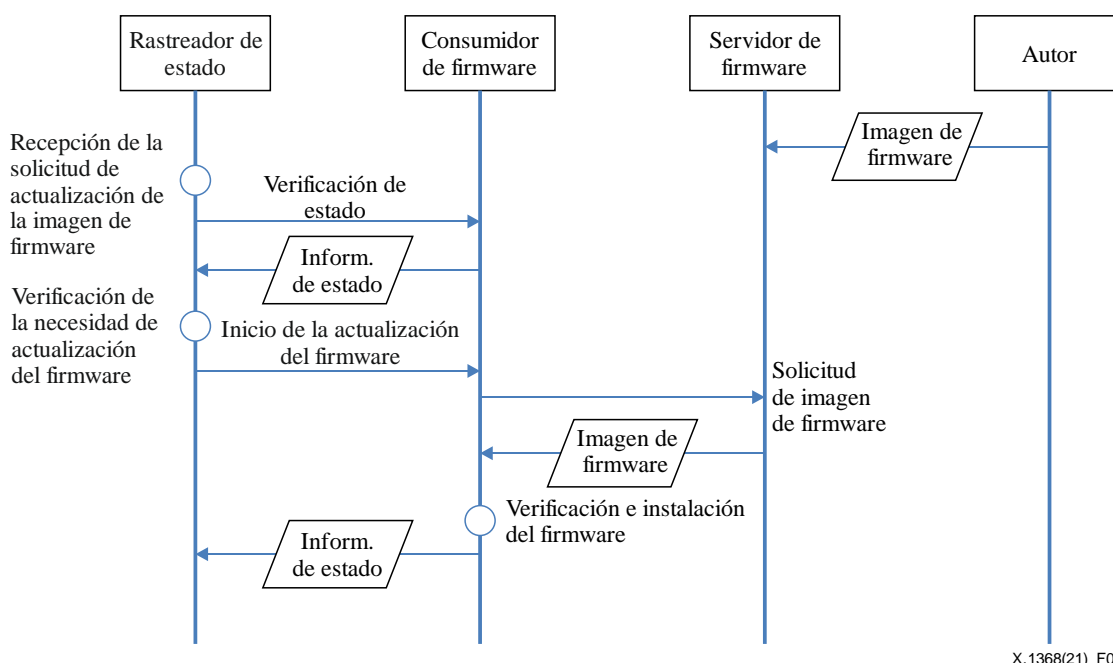 Rastreador de
estado
Consumidor
de firmware
Servidor de
firmware
Autor
Imagen de
firmware
Recepción de la
solicitud de
actualización de
la imagen de
firmware
Verificación de
estado
Inform.
de estado
Verificación de
la necesidad de
actualización
del firmware
Inicio de la actualización
del firmware
Solicitud
de imagen
de firmware
Imagen de
firmware
Verificación e instalación
del firmware
Inform.
de estado
X.1368(21)_F0